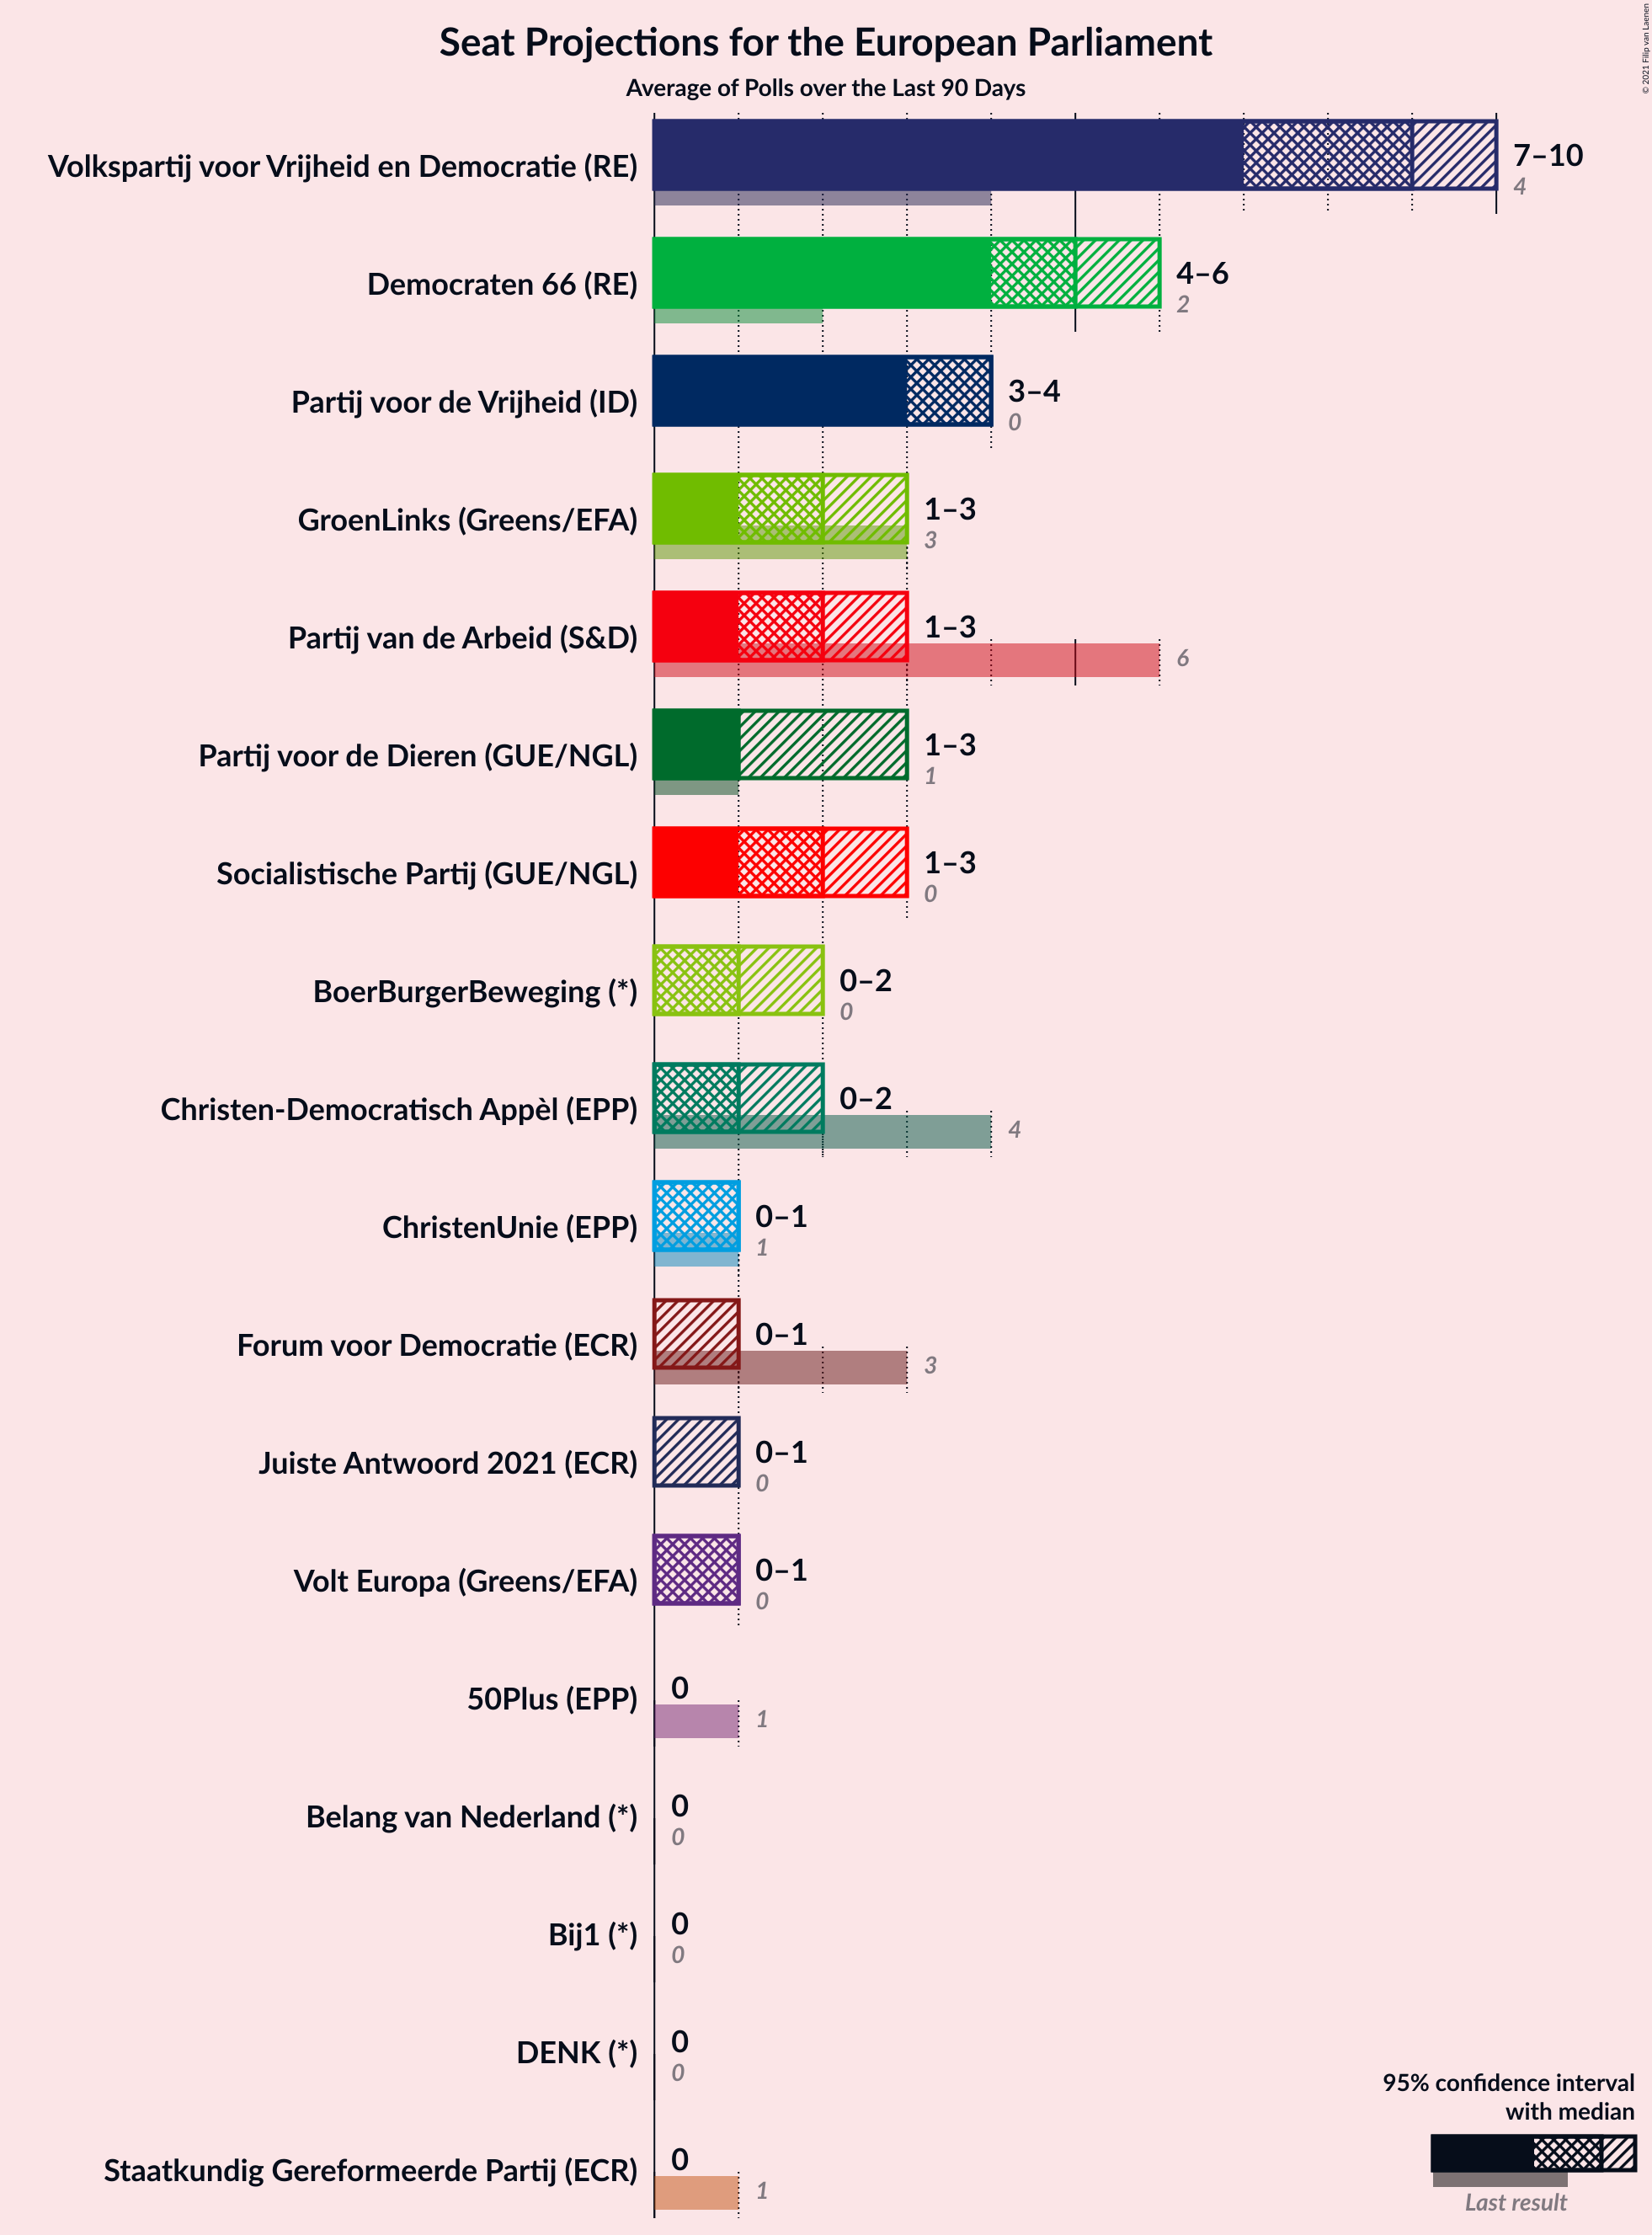 Seat Projections for the European Parliament
Average of Polls over the Last 90 Days
© 2021 Filip van Laenen
Volkspartij voor Vrijheid en Democratie (RE)
7–10
4
Democraten 66 (RE)
4–6
2
Partij voor de Vrijheid (ID)
3–4
0
GroenLinks (Greens/EFA)
1–3
3
Partij van de Arbeid (S&D)
1–3
6
Partij voor de Dieren (GUE/NGL)
1–3
1
Socialistische Partij (GUE/NGL)
1–3
0
BoerBurgerBeweging (*)
0–2
0
Christen-Democratisch Appèl (EPP)
0–2
4
ChristenUnie (EPP)
0–1
1
Forum voor Democratie (ECR)
0–1
3
Juiste Antwoord 2021 (ECR)
0–1
0
Volt Europa (Greens/EFA)
0–1
0
50Plus (EPP)
0
1
Belang van Nederland (*)
0
0
Bij1 (*)
0
0
DENK (*)
0
0
Staatkundig Gereformeerde Partij (ECR)
0
1
95% confidence interval
with median
Last result